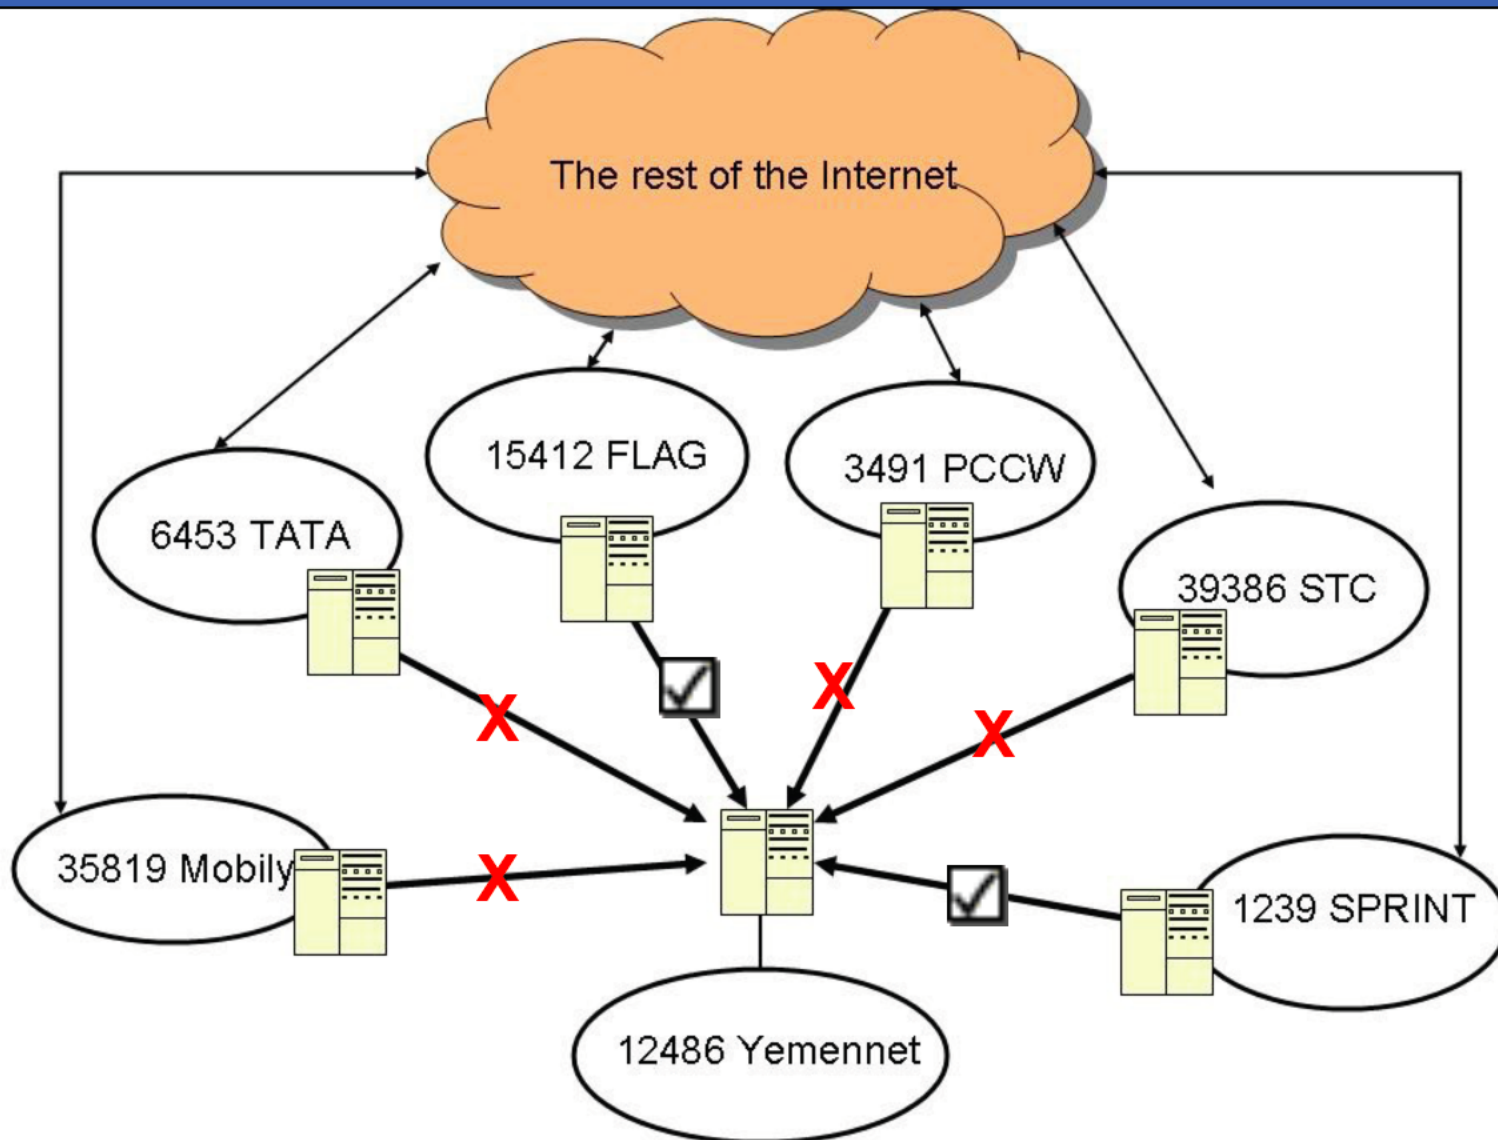 The rest of the Internet
15412 FLAG
3491 PCCW
6453 TATA
39386 STC
X
X
X
35819 Mobily
X
1239 SPRINT
12486 Yemennet